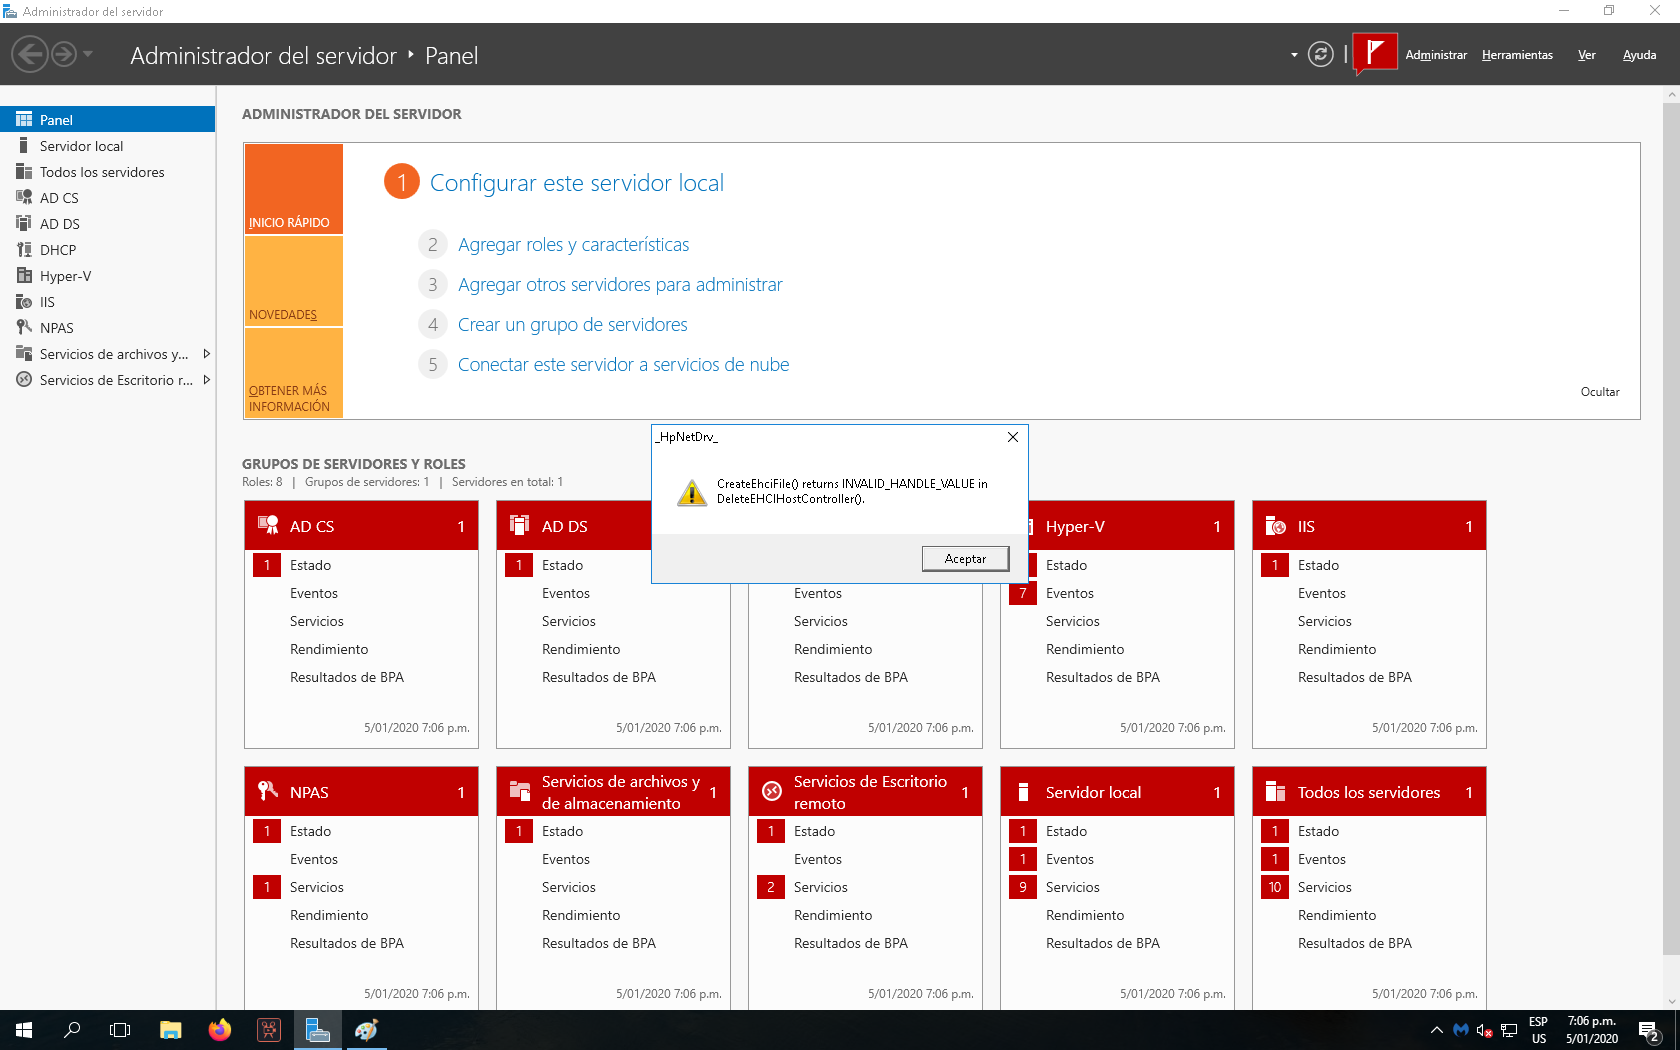 Administrador del servidor
Administrador del servidor ‣ Panel
Administrar Herramientas Ver Ayuda
Panel
Servidor local
Todos los servidores
AD CS
AD DS
DHCP
Hyper-V
IIS
NPAS
Servicios de archivos y...
Servicios de Escritorio r...
ADMINISTRADOR DEL SERVIDOR
INICIO RÁPIDO
NOVEDADES
OBTENER MÁS
INFORMACIÓN
1 Configurar este servidor local
2 Agregar roles y características
3 Agregar otros servidores para administrar
4 Crear un grupo de servidores
5 Conectar este servidor a servicios de nube
Ocultar
GRUPOS DE SERVIDORES Y ROLES
Roles: 8 | Grupos de servidores: 1 | Servidores en total: 1
_HpNetDrv_
CreateEhciFile() returns INVALID_HANDLE_VALUE in
DeleteEHCIHostController().
Aceptar
AD CS 1
1 Estado
Eventos
Servicios
Rendimiento
Resultados de BPA
5/01/2020 7:06 p.m.
AD DS
1 Estado
Eventos
Servicios
Rendimiento
Resultados de BPA
5/01/2020 7:06 p.m.
Eventos
Servicios
Rendimiento
Resultados de BPA
5/01/2020 7:06 p.m.
Hyper-V 1
Estado
7 Eventos
Servicios
Rendimiento
Resultados de BPA
5/01/2020 7:06 p.m.
IIS 1
1 Estado
Eventos
Servicios
Rendimiento
Resultados de BPA
5/01/2020 7:06 p.m.
NPAS 1
1 Estado
Eventos
1 Servicios
Rendimiento
Resultados de BPA
5/01/2020 7:06 p.m.
Servicios de archivos y
de almacenamiento 1
1 Estado
Eventos
Servicios
Rendimiento
Resultados de BPA
5/01/2020 7:06 p.m.
Servicios de Escritorio
remoto 1
1 Estado
Eventos
2 Servicios
Rendimiento
Resultados de BPA
5/01/2020 7:06 p.m.
Servidor local 1
1 Estado
1 Eventos
9 Servicios
Rendimiento
Resultados de BPA
5/01/2020 7:06 p.m.
Todos los servidores 1
1 Estado
1 Eventos
10 Servicios
Rendimiento
Resultados de BPA
5/01/2020 7:06 p.m.
ESP
US
7:06 p.m.
5/01/2020
2